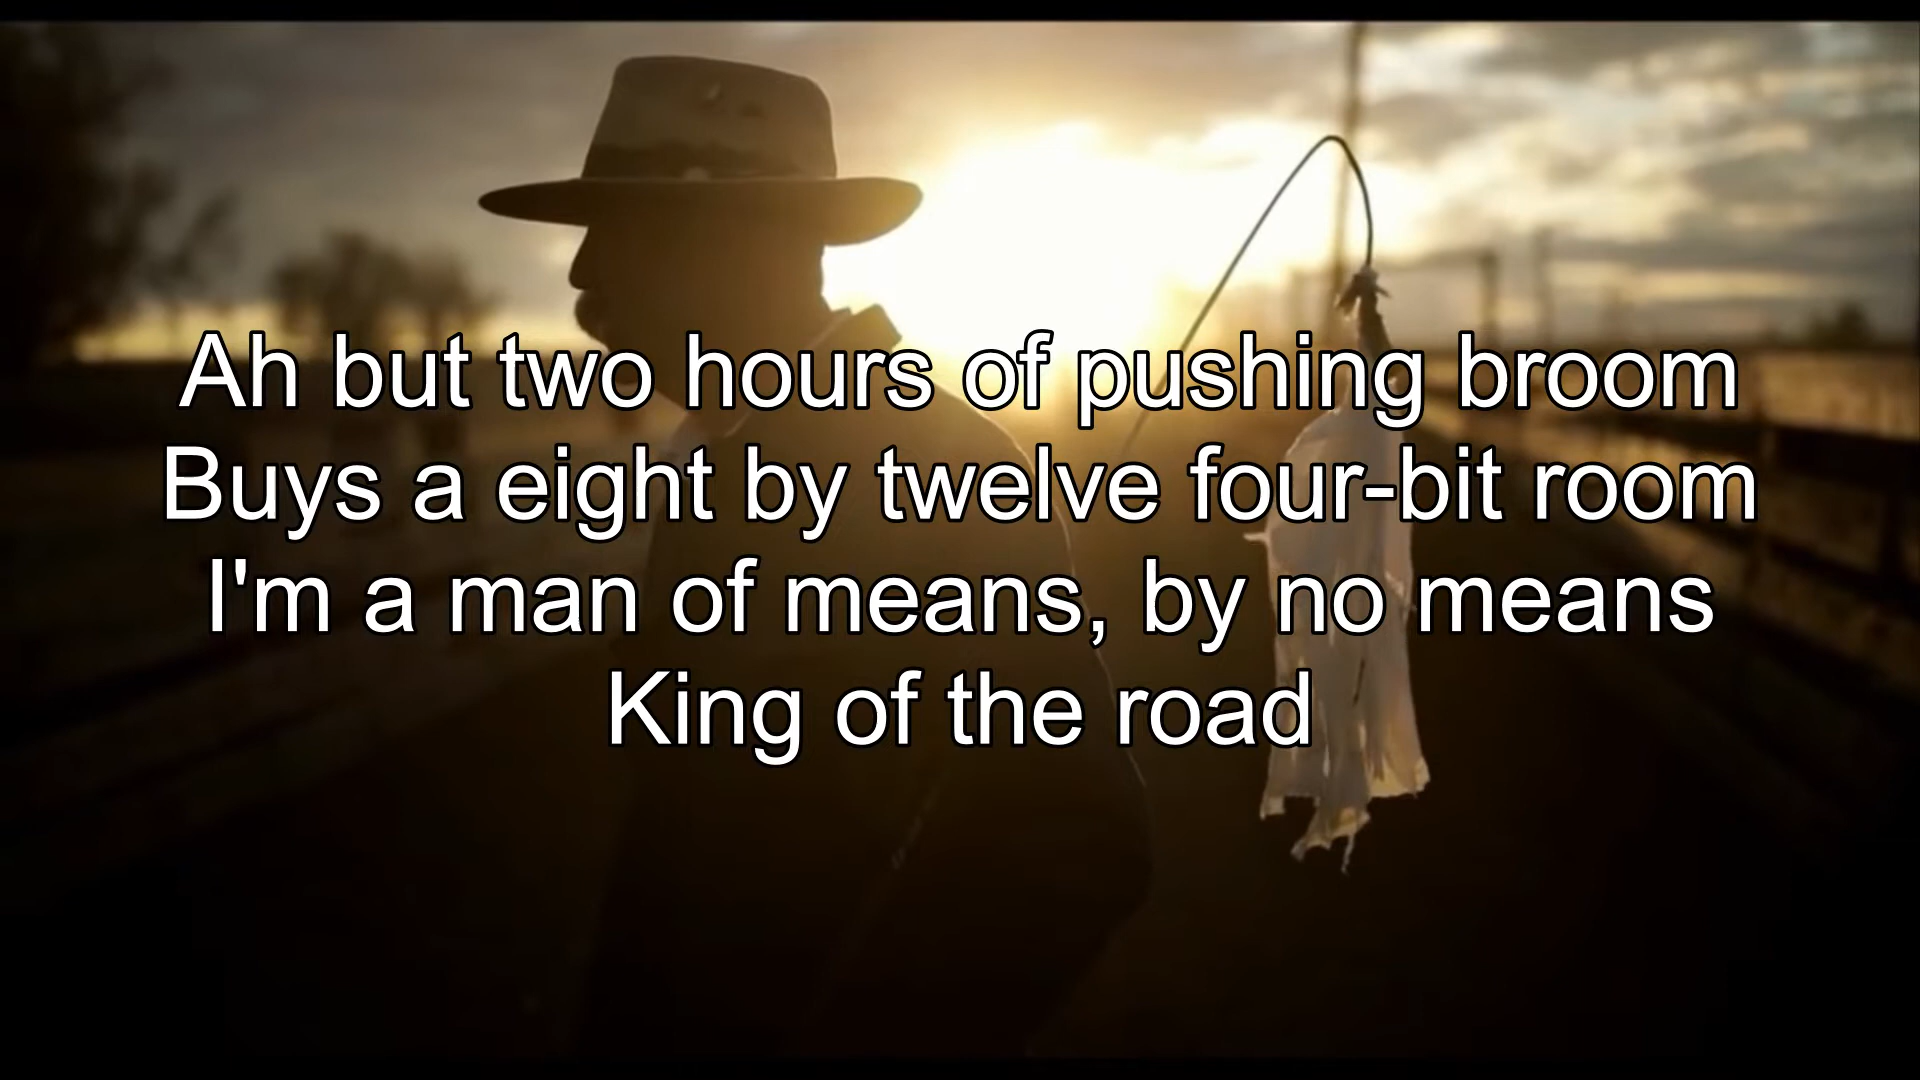 Ah but two hours of pushing broom
Buys a eight by twelve four-bit room
I'm a man of means, by no means
King of the road